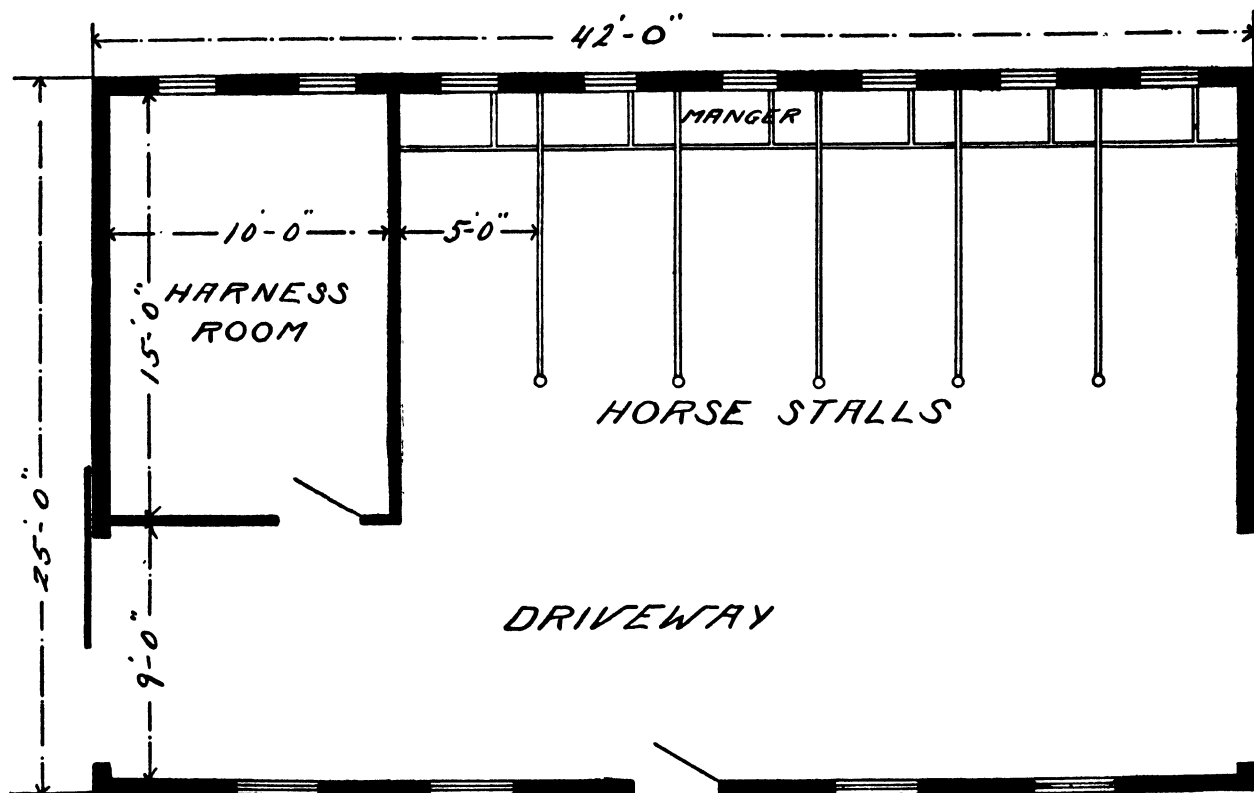 42'-0"
MANGER
10'-0"
5'-0"
HARNESS
ROOM
15'-0"
HORSE STALLS
25'-0"
DRIVEWAY
9'-0"